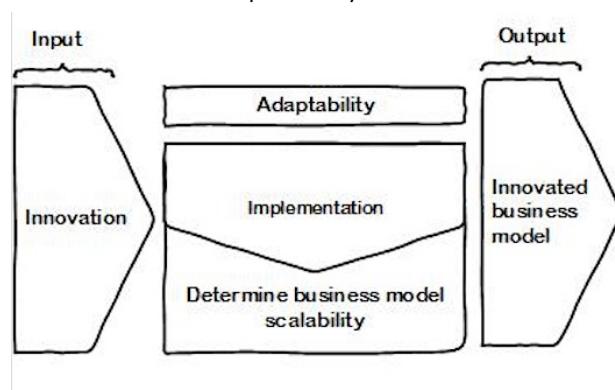 Input
Output
Adaptability
Innovation
Implementation
Innovated
business
model
Determine business model
scalability